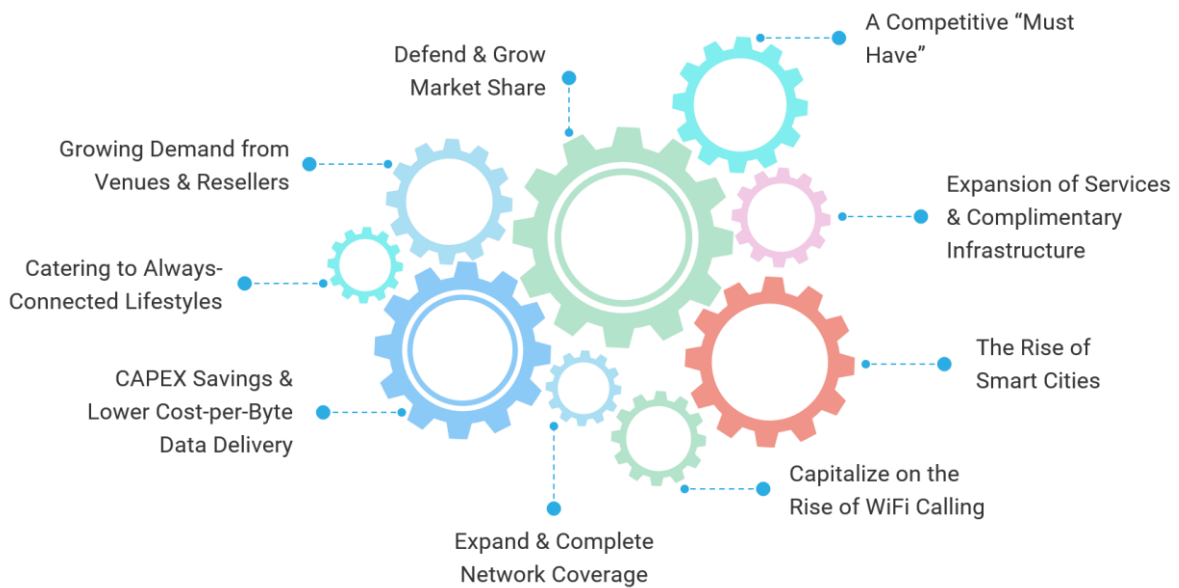 A Competitive “Must
Have”
Defend & Grow
Market Share
Growing Demand from
Venues & Resellers
Expansion of Services
& Complimentary
Infrastructure
Catering to Always-
Connected Lifestyles
The Rise of
Smart Cities
CAPEX Savings &
Lower Cost-per-Byte
Data Delivery
Capitalize on the
Rise of WiFi Calling
Expand & Complete
Network Coverage